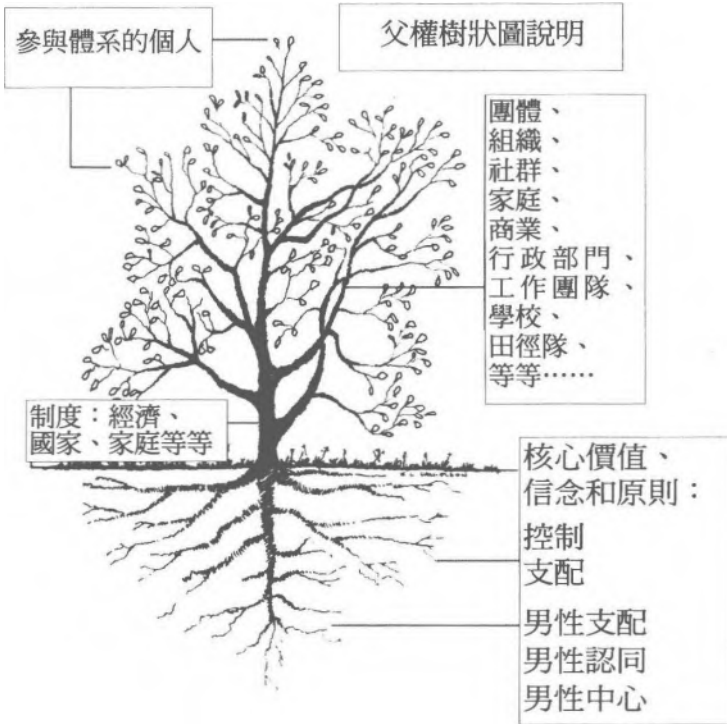 參與體系的個人
父權樹狀圖說明
團體、
組織、
社群、
家庭、
商業、
行政部門、
工作團隊、
學校、
田徑隊、
等等……
制度：經濟、
國家、家庭等等
核心價值、
信念和原則：
控制
支配
男性支配
男性認同
男性中心